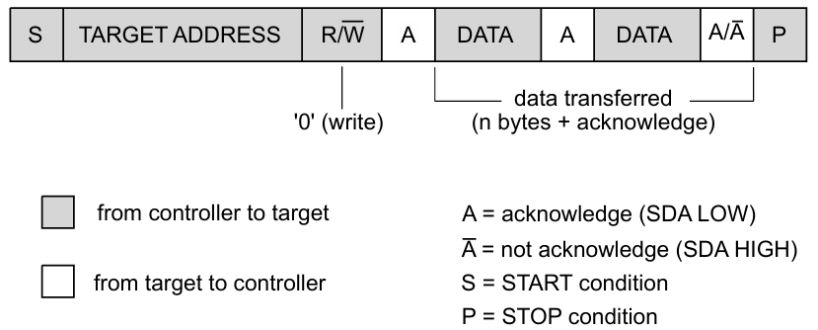 S TARGET ADDRESS R/W̅ A DATA A DATA A/A̅ P
data transferred
'0' (write) (n bytes + acknowledge)
from controller to target
from target to controller
A = acknowledge (SDA LOW)
A̅ = not acknowledge (SDA HIGH)
S = START condition
P = STOP condition